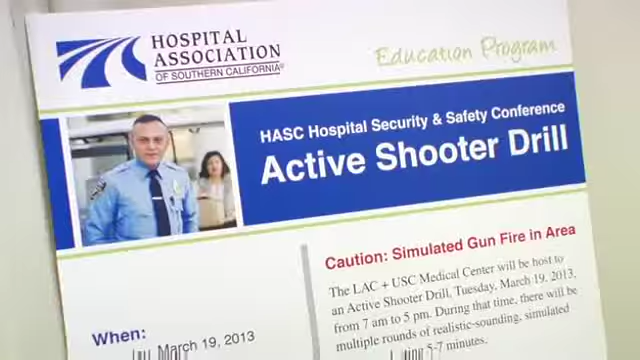 HOSPITAL
ASSOCIATION
OF SOUTHERN CALIFORNIA®
Education Program
HASC Hospital Security & Safety Conference
Active Shooter Drill
Caution: Simulated Gun Fire in Area
The LAC + USC Medical Center will be host to
an Active Shooter Drill, Tuesday, March 19, 2013,
from 7 am to 5 pm. During that time, there will be
multiple rounds of realistic-sounding, simulated
5-7 minutes.
When:
March 19, 2013